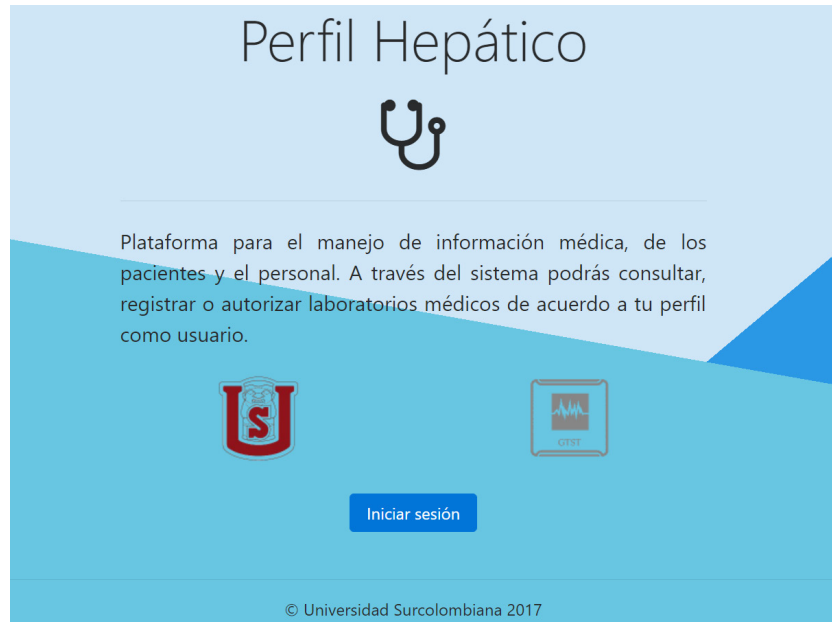 Perfil Hepático
Plataforma para el manejo de información médica, de los
pacientes y el personal. A través del sistema podrás consultar,
registrar o autorizar laboratorios médicos de acuerdo a tu perfil
como usuario.
U
S
GTST
Iniciar sesión
© Universidad Surcolombiana 2017